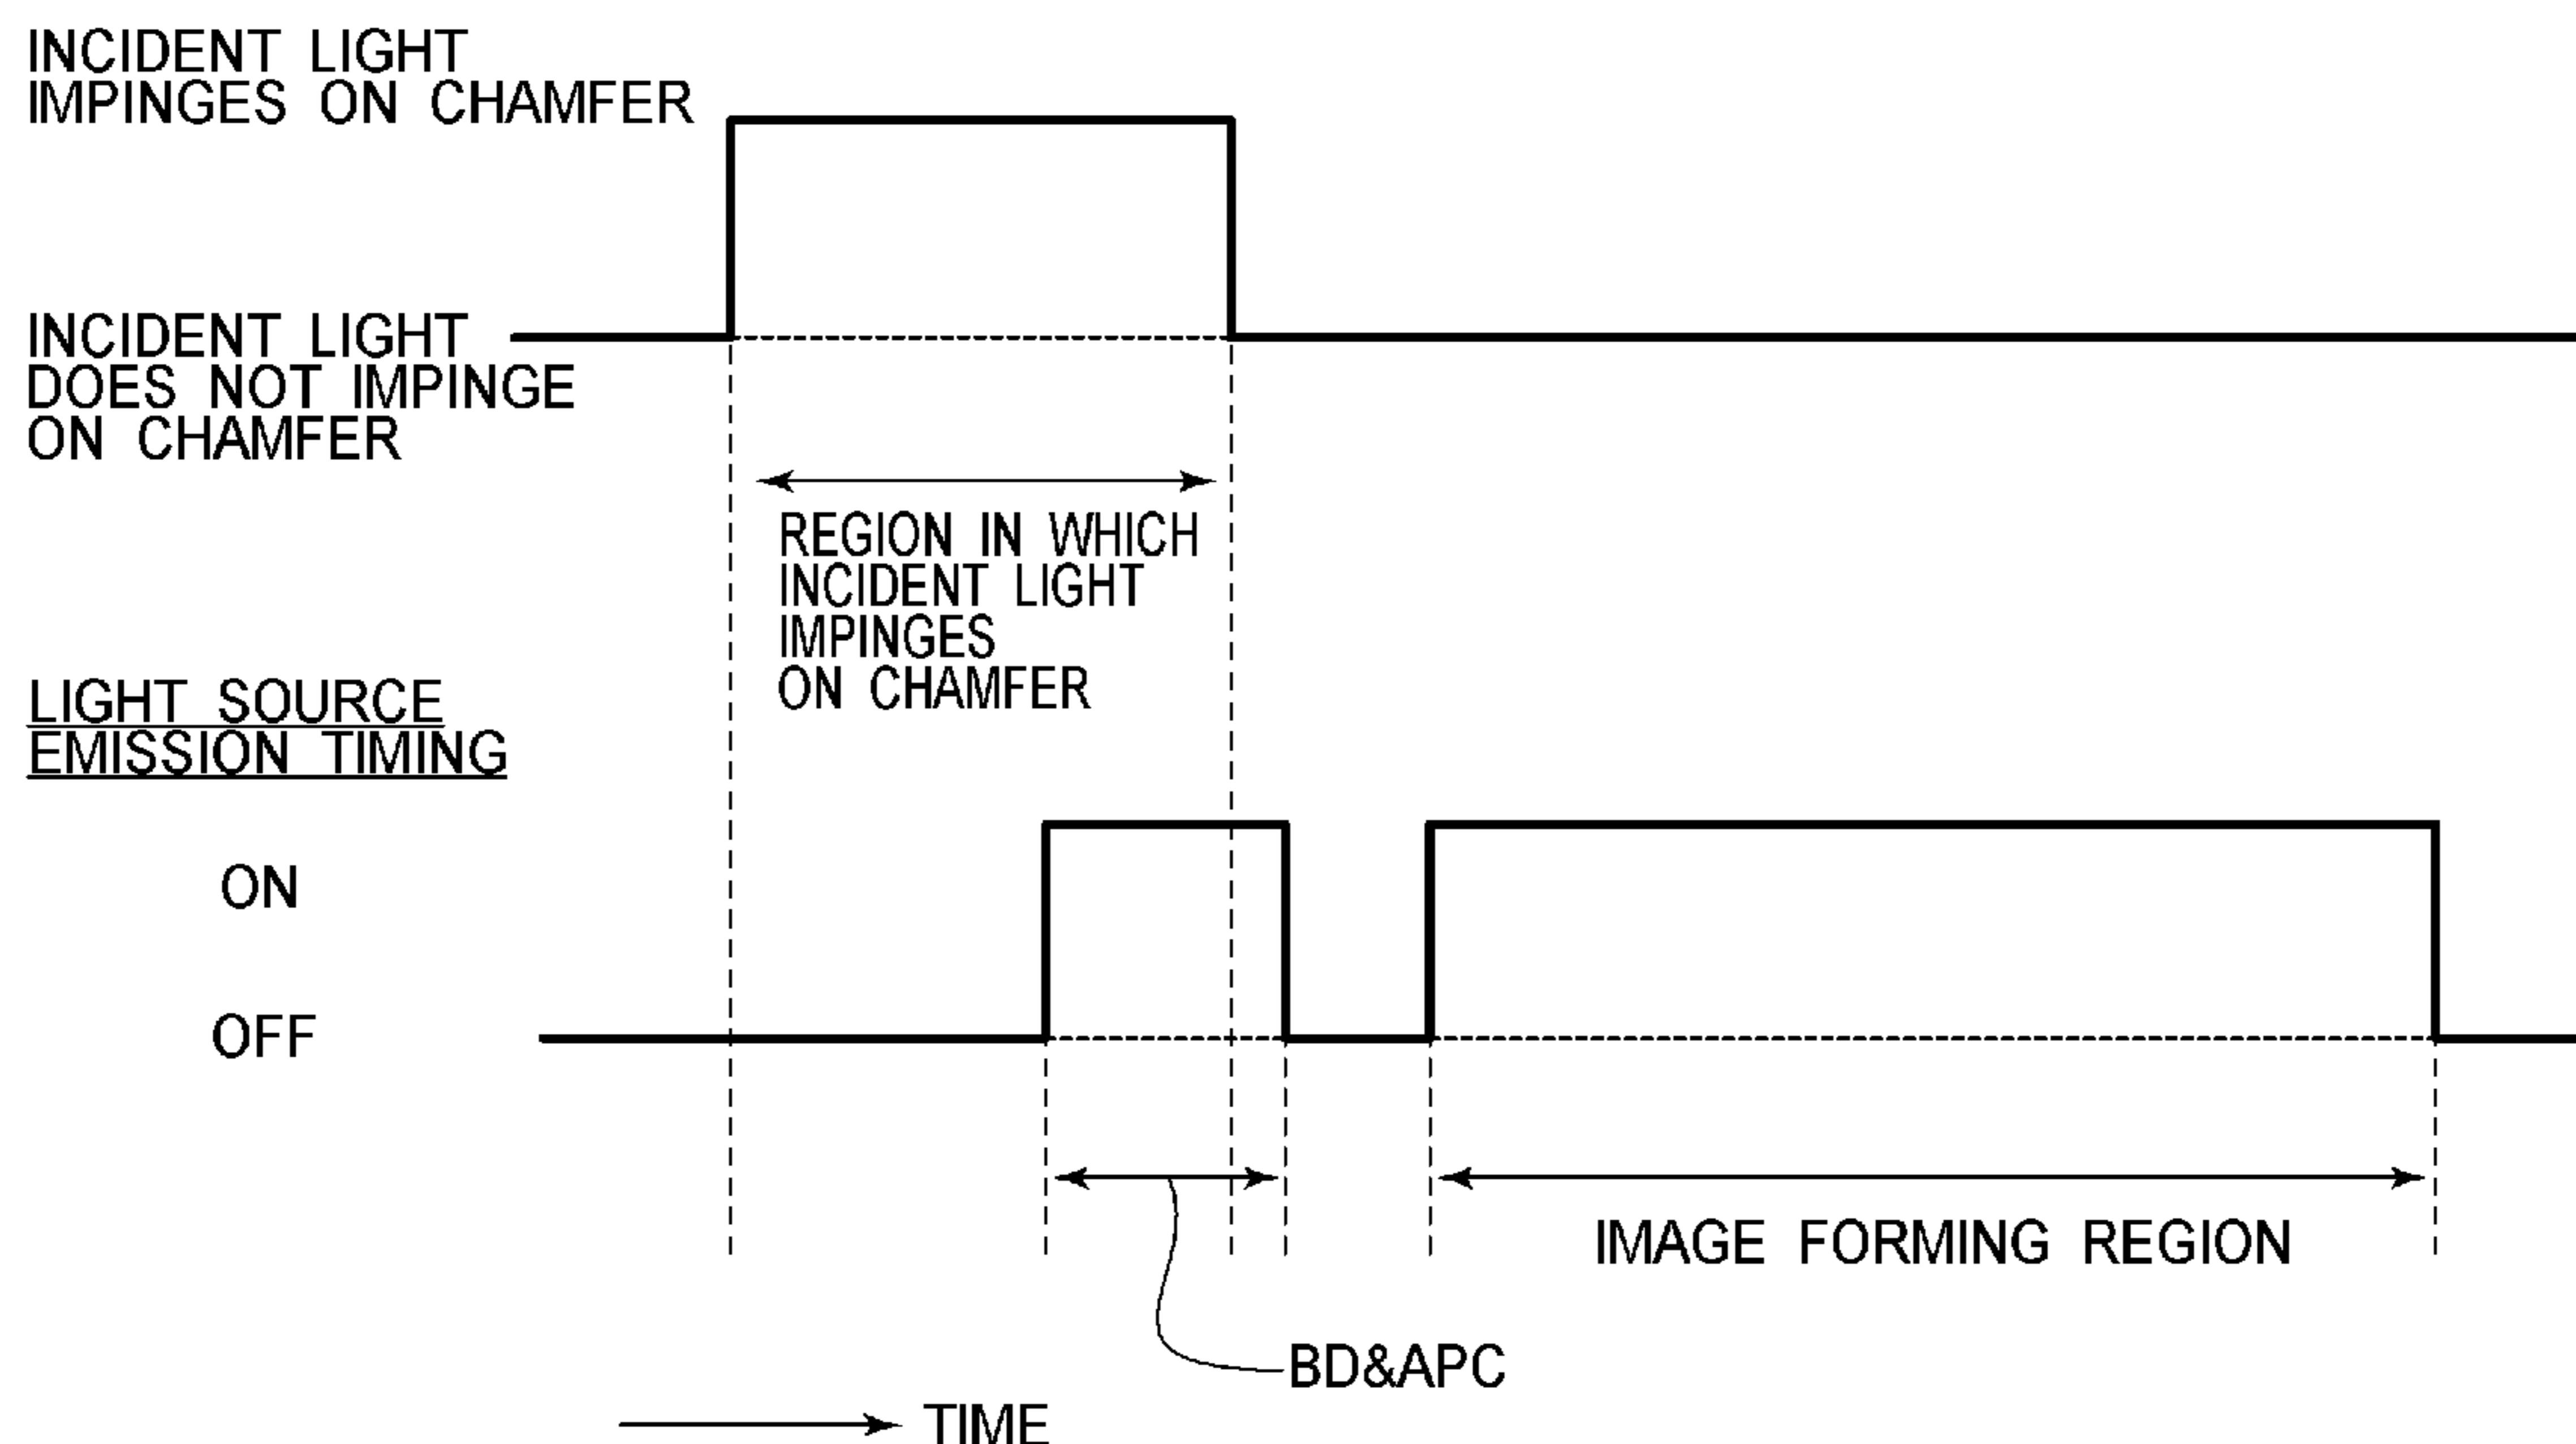 INCIDENT LIGHT
IMPINGES ON CHAMFER
INCIDENT LIGHT
DOES NOT IMPINGE
ON CHAMFER
REGION IN WHICH
INCIDENT LIGHT
IMPINGES
ON CHAMFER
LIGHT SOURCE
EMISSION TIMING
ON
OFF
IMAGE FORMING REGION
BD&APC
TIME